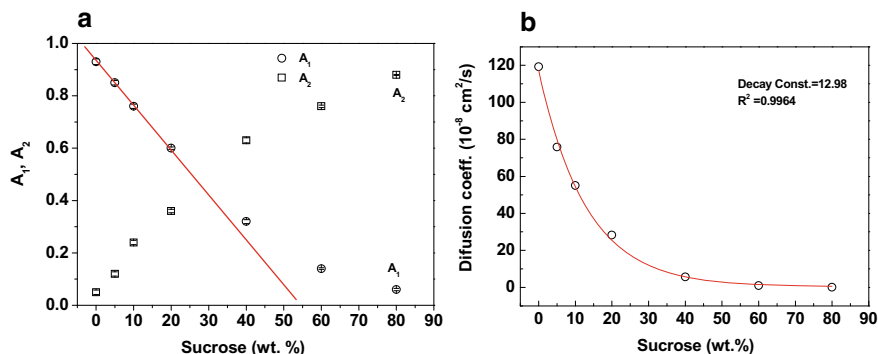 a
1.0
0.8
0.6
0.4
0.2
0.0
A₁, A₂
A₁
A₂
A₂
A₁
0 10 20 30 40 50 60 70 80 90
Sucrose (wt. %)
b
120
100
80
60
40
20
0
Difusion coeff. (10⁻⁸ cm²/s)
Decay Const.=12.98
R² =0.9964
0 10 20 30 40 50 60 70 80 90
Sucrose (wt.%)